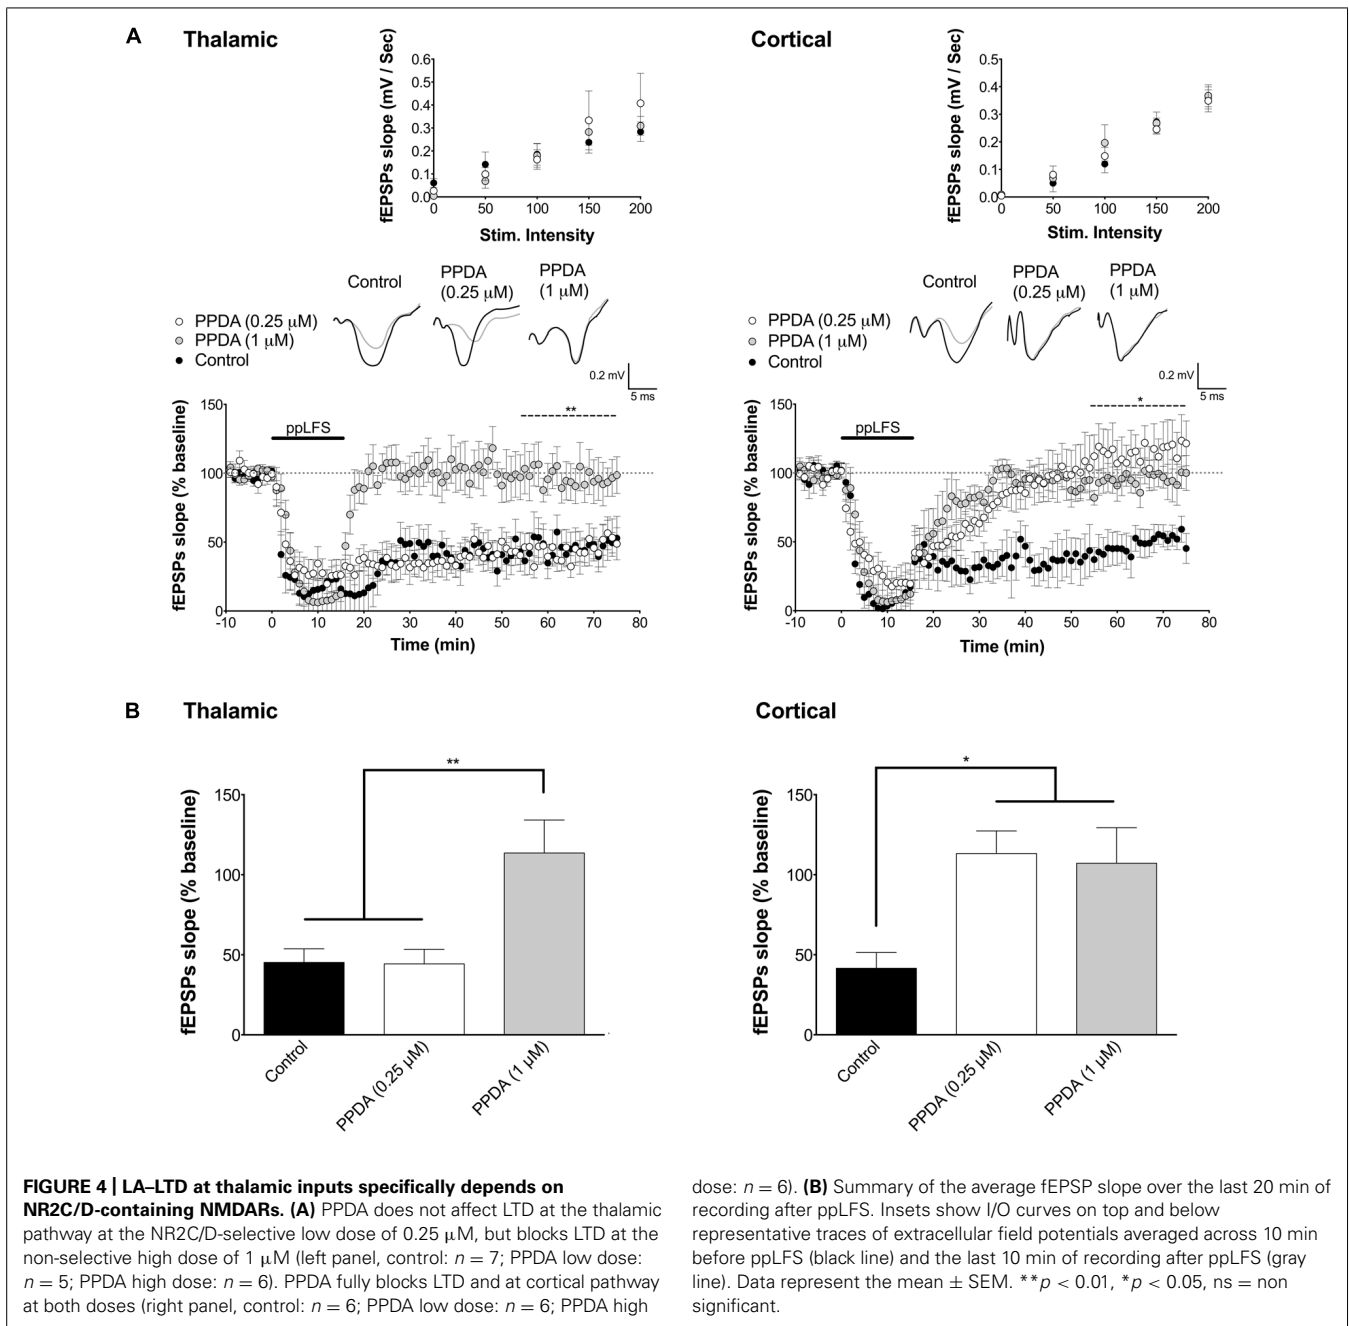 A Thalamic
fEPSPs slope (mV / Sec)
0.6
0.5
0.4
0.3
0.2
0.1
0.0
0 50 100 150 200
Stim. Intensity
Control
PPDA
(0.25 μM)
PPDA
(1 μM)
PPDA (0.25 μM)
PPDA (1 μM)
Control
0.2 mV
5 ms
fEPSPs slope (% baseline)
150
100
50
0
ppLFS
**
-10 0 10 20 30 40 50 60 70 80
Time (min)
Cortical
fEPSPs slope (mV / Sec)
0.5
0.4
0.3
0.2
0.1
0.0
0 50 100 150 200
Stim. Intensity
Control
PPDA
(0.25 μM)
PPDA
(1 μM)
PPDA (0.25 μM)
PPDA (1 μM)
Control
0.2 mV
5 ms
fEPSPs slope (% baseline)
150
100
50
0
ppLFS
*
-10 0 10 20 30 40 50 60 70 80
Time (min)
B Thalamic
fEPSPs slope (% baseline)
150
100
50
0
**
Control
PPDA (0.25 μM)
PPDA (1 μM)
Cortical
fEPSPs slope (% baseline)
150
100
50
0
*
Control
PPDA (0.25 μM)
PPDA (1 μM)
FIGURE 4 | LA–LTD at thalamic inputs specifically depends on
NR2C/D-containing NMDARs. (A) PPDA does not affect LTD at the thalamic
pathway at the NR2C/D-selective low dose of 0.25 μM, but blocks LTD at the
non-selective high dose of 1 μM (left panel, control: n = 7; PPDA low dose:
n = 5; PPDA high dose: n = 6). PPDA fully blocks LTD and at cortical pathway
at both doses (right panel, control: n = 6; PPDA low dose: n = 6; PPDA high
dose: n = 6). (B) Summary of the average fEPSP slope over the last 20 min of
recording after ppLFS. Insets show I/O curves on top and below
representative traces of extracellular field potentials averaged across 10 min
before ppLFS (black line) and the last 10 min of recording after ppLFS (gray
line). Data represent the mean ± SEM. **p < 0.01, *p < 0.05, ns = non
significant.